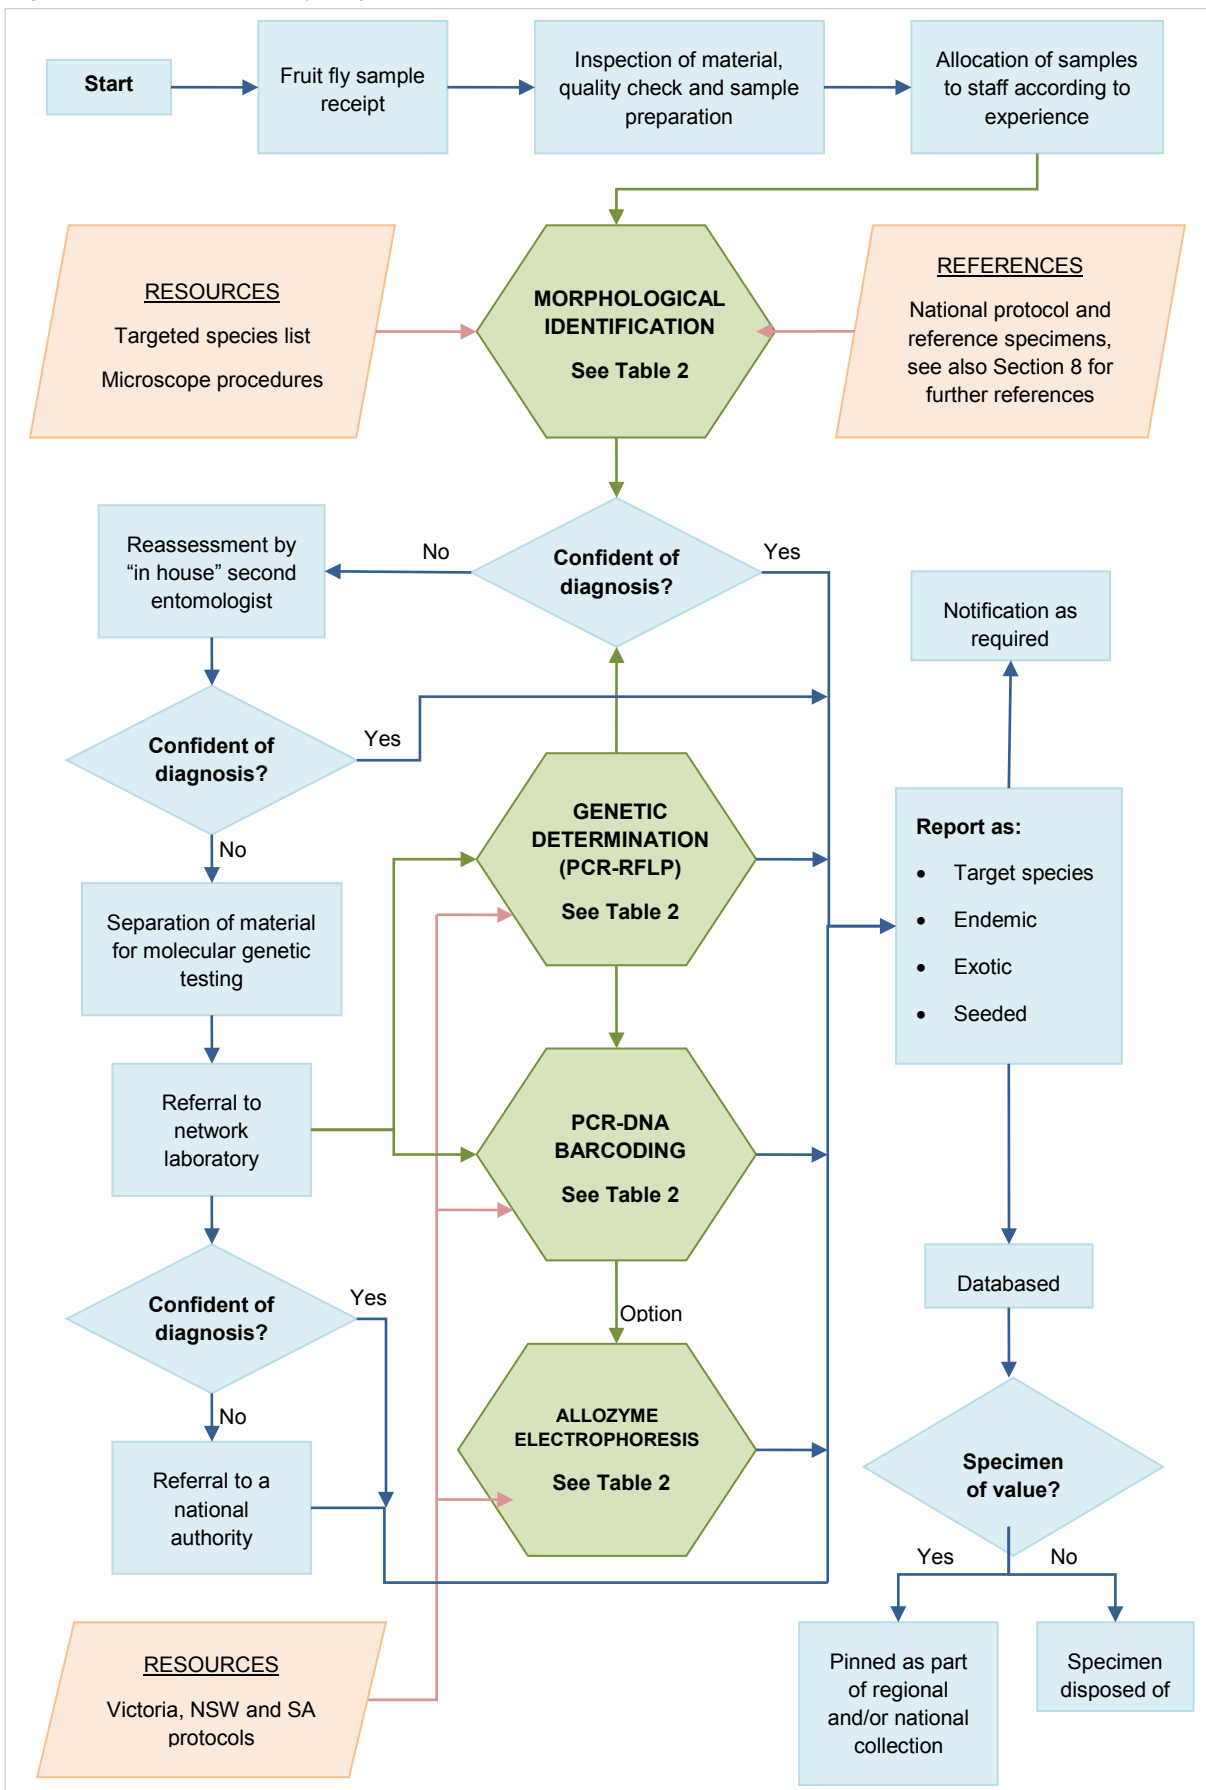 Start
Fruit fly sample
receipt
Inspection of material,
quality check and sample
preparation
Allocation of samples
to staff according to
experience
RESOURCES
Targeted species list
Microscope procedures
MORPHOLOGICAL
IDENTIFICATION
See Table 2
REFERENCES
National protocol and
reference specimens,
see also Section 8 for
further references
Reassessment by
“in house” second
entomologist
No
Confident of
diagnosis?
Yes
Notification as
required
Confident of
diagnosis?
Yes
No
GENETIC
DETERMINATION
(PCR-RFLP)
See Table 2
Report as:
• Target species
• Endemic
• Exotic
• Seeded
Separation of material
for molecular genetic
testing
Referral to
network
laboratory
PCR-DNA
BARCODING
See Table 2
Option
Confident of
diagnosis?
Yes
No
Databased
ALLOZYME
ELECTROPHORESIS
See Table 2
Referral to a
national
authority
Specimen
of value?
Yes
No
RESOURCES
Victoria, NSW and SA
protocols
Pinned as part
of regional
and/or national
collection
Specimen
disposed of